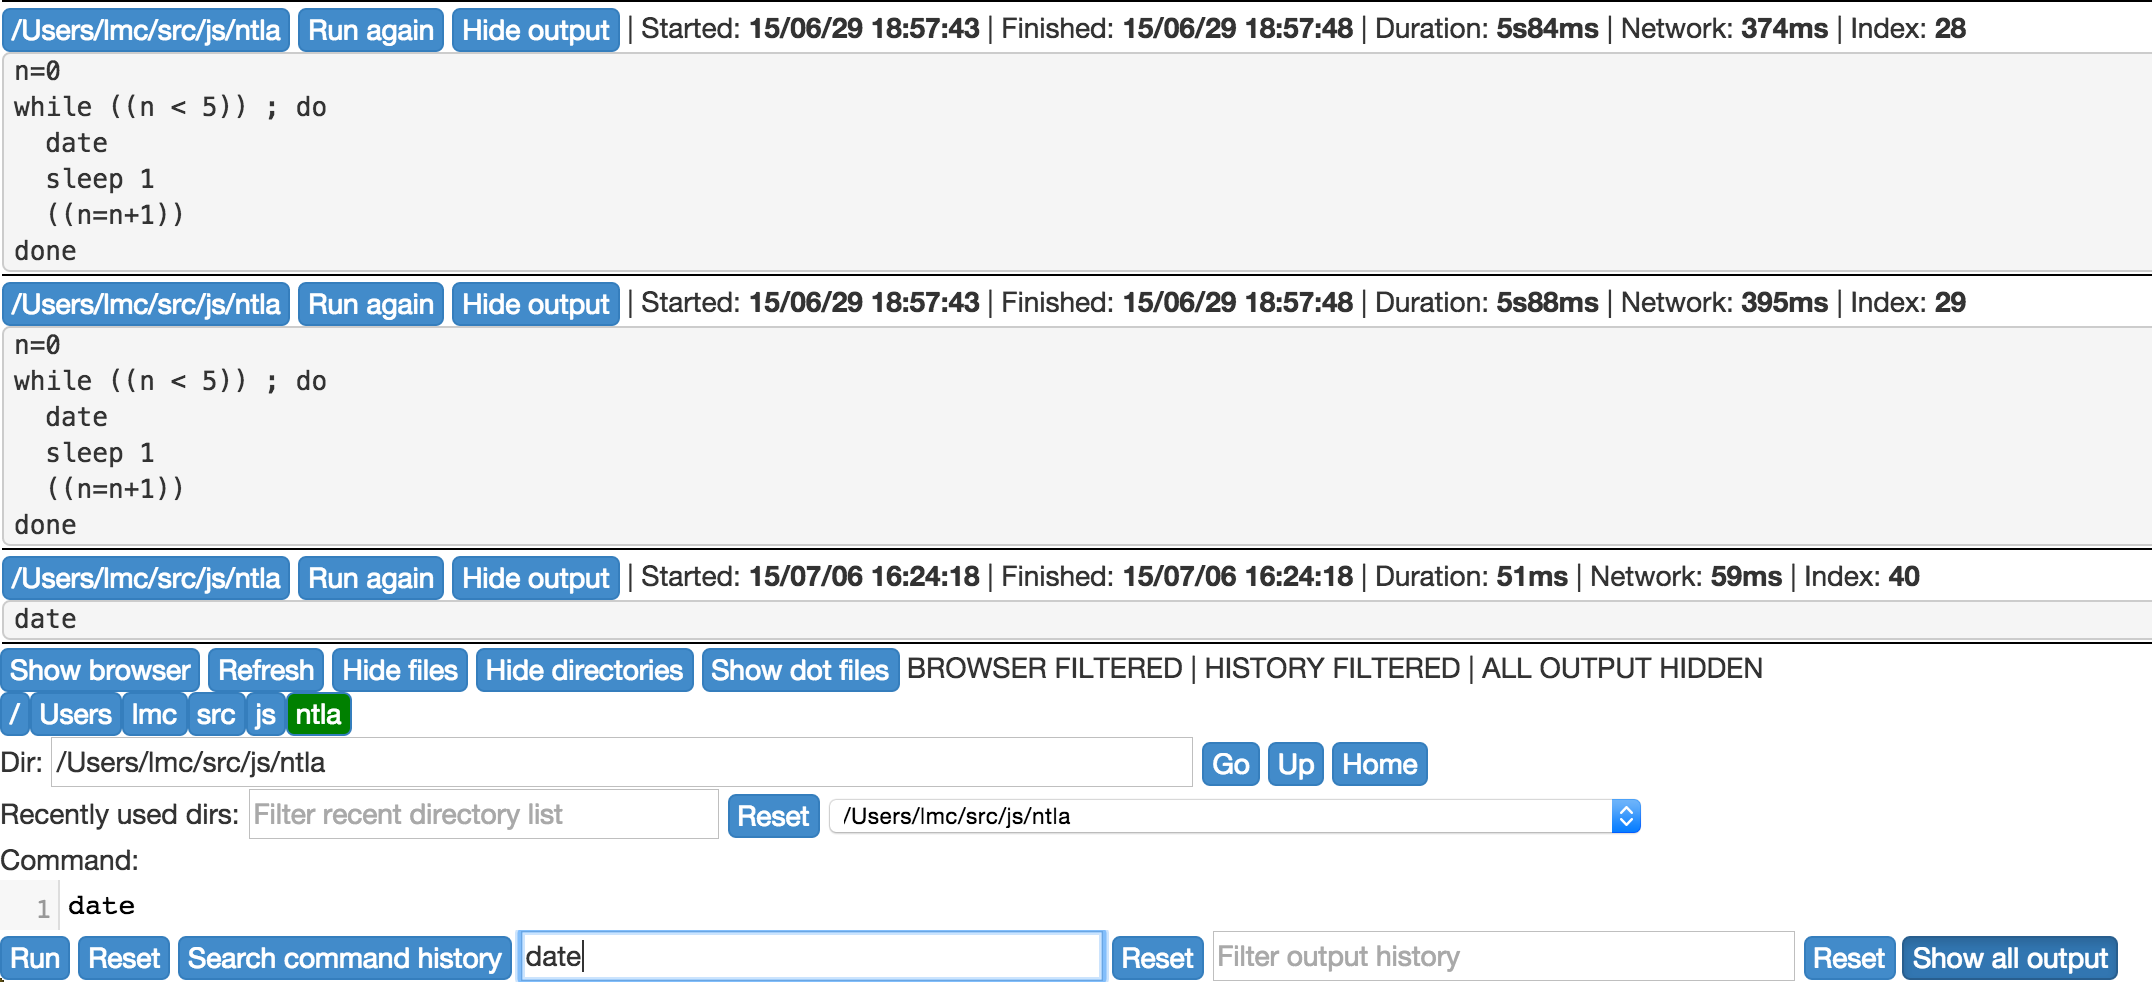 /Users/lmc/src/js/ntla Run again Hide output | Started: 15/06/29 18:57:43 | Finished: 15/06/29 18:57:48 | Duration: 5s84ms | Network: 374ms | Index: 28
n=0
while ((n < 5)) ; do
  date
  sleep 1
  ((n=n+1))
done
/Users/lmc/src/js/ntla Run again Hide output | Started: 15/06/29 18:57:43 | Finished: 15/06/29 18:57:48 | Duration: 5s88ms | Network: 395ms | Index: 29
n=0
while ((n < 5)) ; do
  date
  sleep 1
  ((n=n+1))
done
/Users/lmc/src/js/ntla Run again Hide output | Started: 15/07/06 16:24:18 | Finished: 15/07/06 16:24:18 | Duration: 51ms | Network: 59ms | Index: 40
date
Show browser Refresh Hide files Hide directories Show dot files BROWSER FILTERED | HISTORY FILTERED | ALL OUTPUT HIDDEN
/ Users lmc src js ntla
Dir: /Users/lmc/src/js/ntla Go Up Home
Recently used dirs: Filter recent directory list Reset /Users/lmc/src/js/ntla
Command:
1 date
Run Reset Search command history date Reset Filter output history Reset Show all output